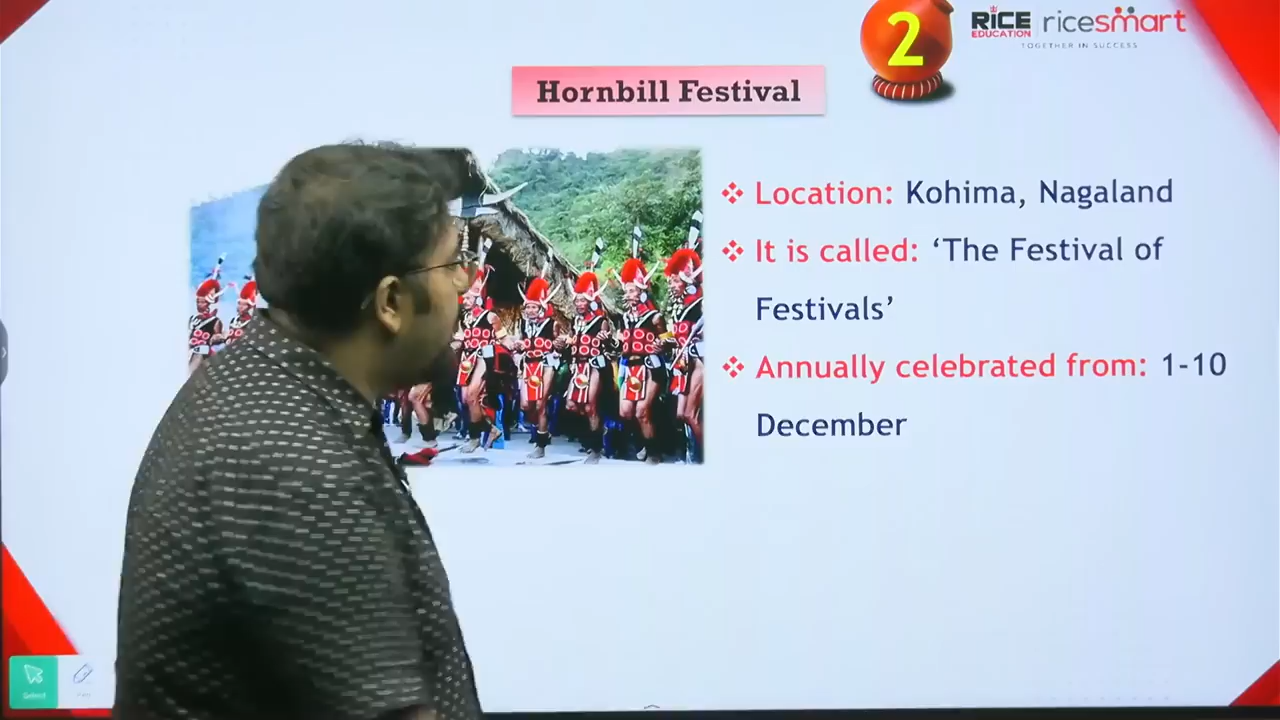 2
RICE
EDUCATION
ricesmart
TOGETHER IN SUCCESS
Hornbill Festival
❖ Location: Kohima, Nagaland
❖ It is called: ‘The Festival of
Festivals’
❖ Annually celebrated from: 1-10
December
Select